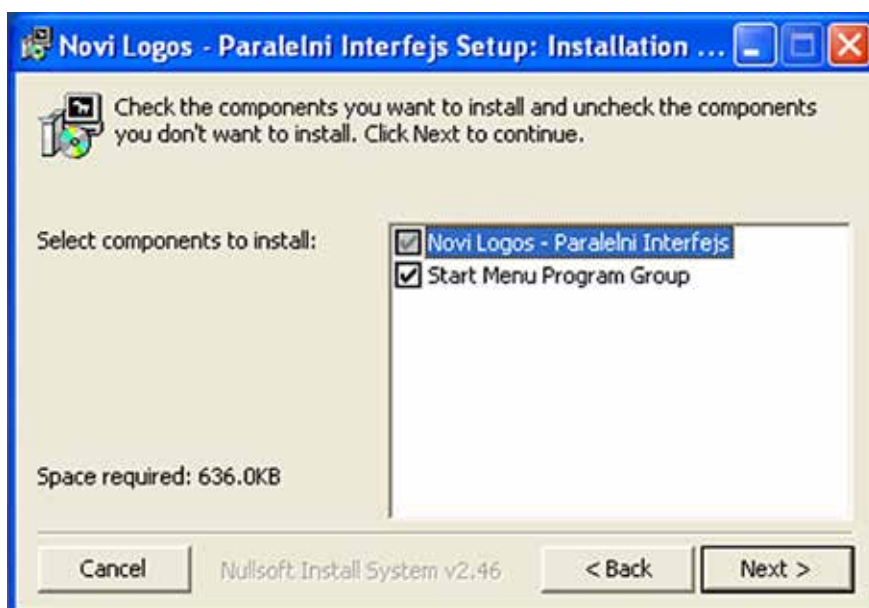 Novi Logos - Paralelni Interfejs Setup: Installation ...
Check the components you want to install and uncheck the components
you don't want to install. Click Next to continue.
Select components to install:
Novi Logos - Paralelni Interfejs
Start Menu Program Group
Space required: 636.0KB
Cancel
Nullsoft Install System v2.46
< Back
Next >